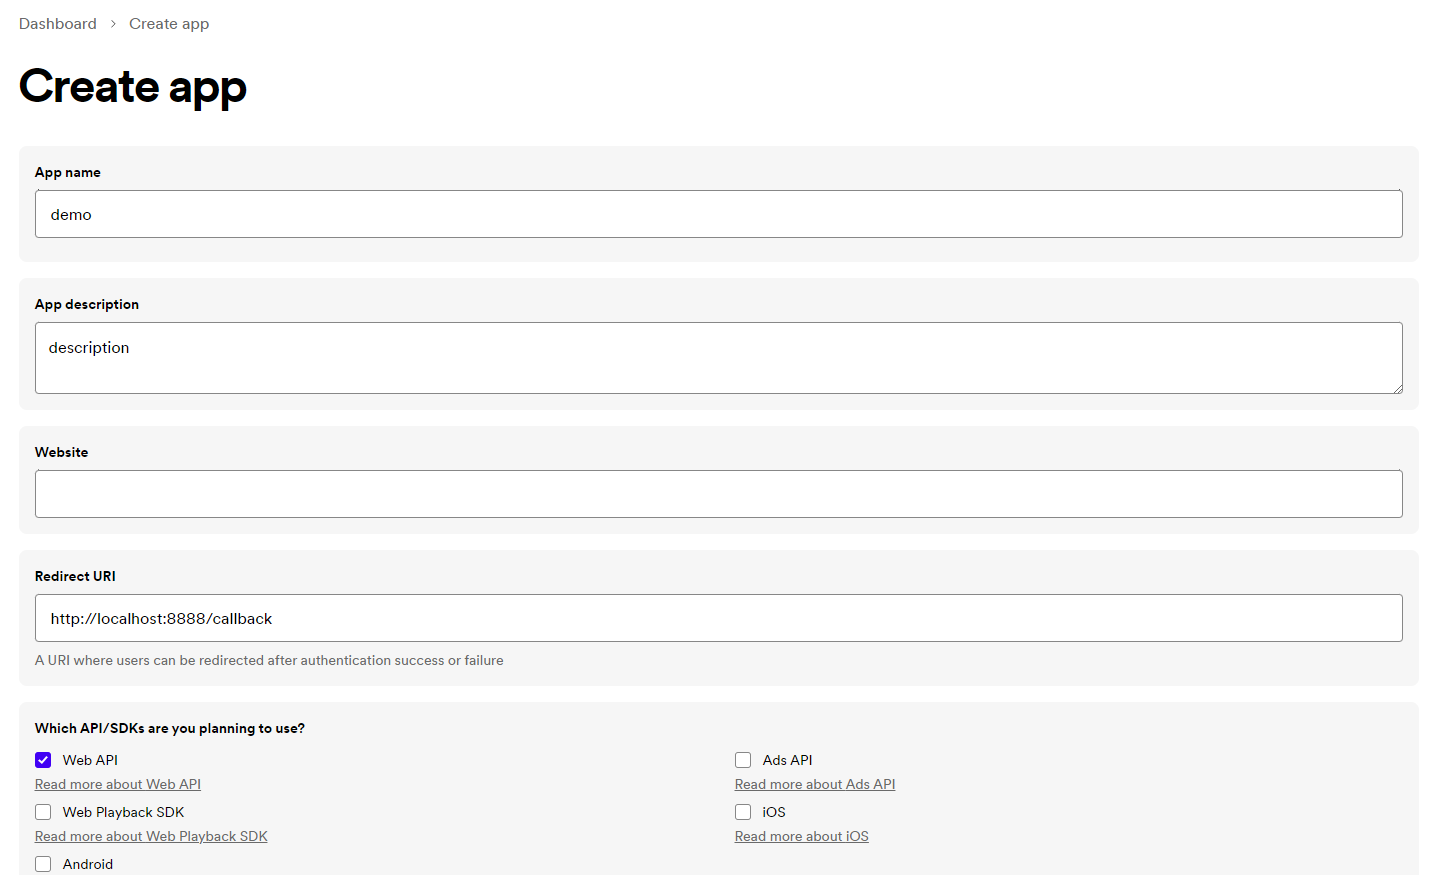 Dashboard > Create app
Create app
App name
demo
App description
description
Website
Redirect URI
http://localhost:8888/callback
A URI where users can be redirected after authentication success or failure
Which API/SDKs are you planning to use?
Web API
Read more about Web API
Ads API
Read more about Ads API
Web Playback SDK
Read more about Web Playback SDK
iOS
Read more about iOS
Android